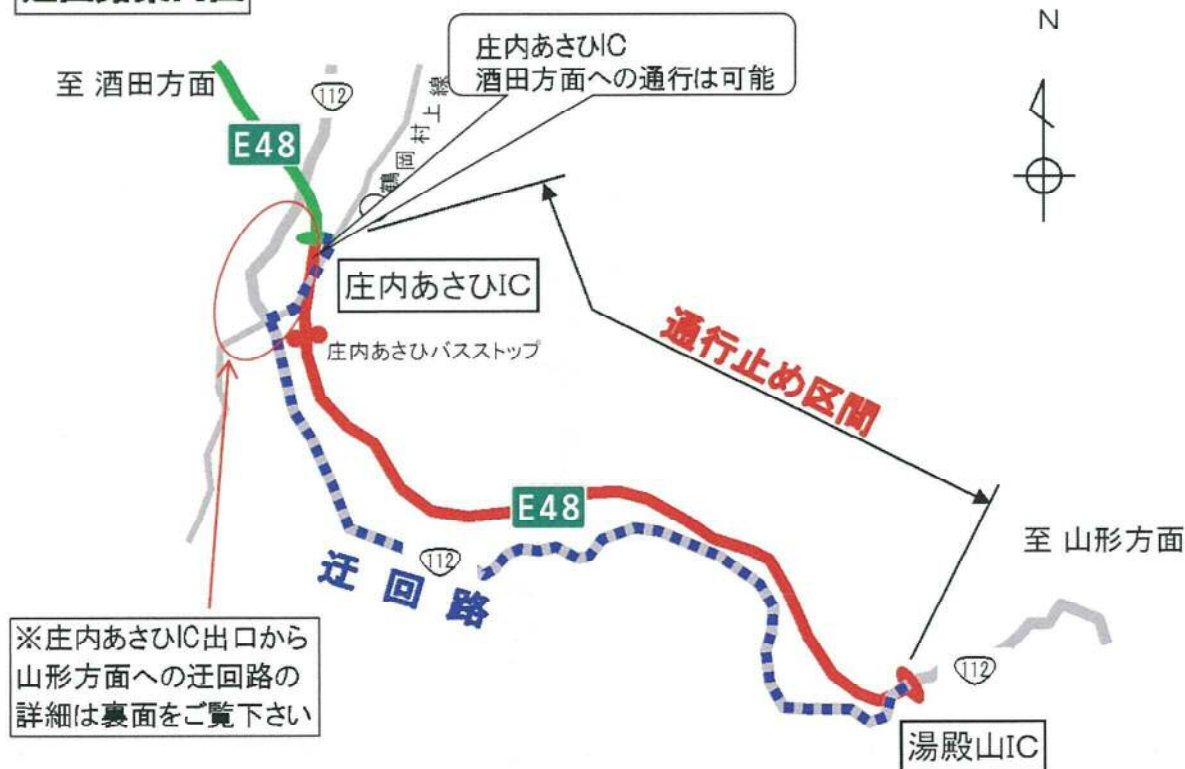 N
庄内あさひIC
酒田方面への通行は可能
至 酒田方面
112
E48
鶴岡村上線
庄内あさひIC
庄内あさひバスストップ
通行止め区間
E48
至 山形方面
112
迂回路
※庄内あさひIC出口から
山形方面への迂回路の
詳細は裏面をご覧下さい
112
湯殿山IC